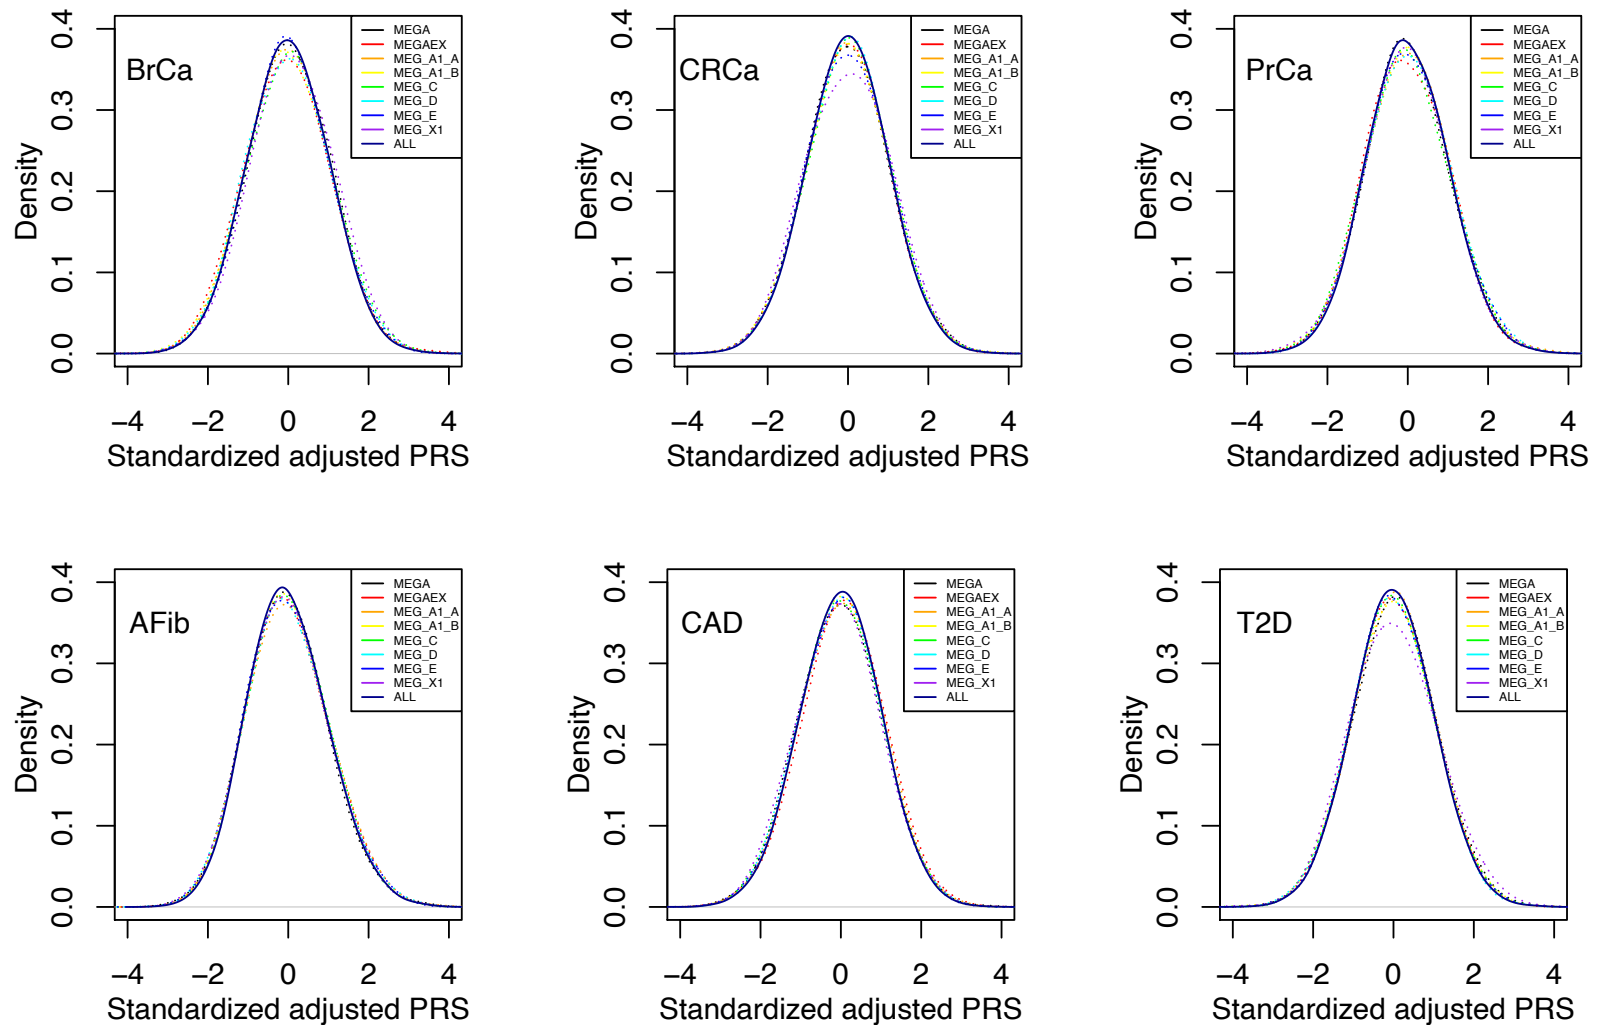 BrCa
Density
0.0 0.1 0.2 0.3 0.4
MEGA
MEGAEX
MEG_A1_A
MEG_A1_B
MEG_C
MEG_D
MEG_E
MEG_X1
ALL
−4 −2 0 2 4
Standardized adjusted PRS
CRCa
Density
0.0 0.1 0.2 0.3 0.4
MEGA
MEGAEX
MEG_A1_A
MEG_A1_B
MEG_C
MEG_D
MEG_E
MEG_X1
ALL
−4 −2 0 2 4
Standardized adjusted PRS
PrCa
Density
0.0 0.1 0.2 0.3 0.4
MEGA
MEGAEX
MEG_A1_A
MEG_A1_B
MEG_C
MEG_D
MEG_E
MEG_X1
ALL
−4 −2 0 2 4
Standardized adjusted PRS
AFib
Density
0.0 0.1 0.2 0.3 0.4
MEGA
MEGAEX
MEG_A1_A
MEG_A1_B
MEG_C
MEG_D
MEG_E
MEG_X1
ALL
−4 −2 0 2 4
Standardized adjusted PRS
CAD
Density
0.0 0.1 0.2 0.3 0.4
MEGA
MEGAEX
MEG_A1_A
MEG_A1_B
MEG_C
MEG_D
MEG_E
MEG_X1
ALL
−4 −2 0 2 4
Standardized adjusted PRS
T2D
Density
0.0 0.1 0.2 0.3 0.4
MEGA
MEGAEX
MEG_A1_A
MEG_A1_B
MEG_C
MEG_D
MEG_E
MEG_X1
ALL
−4 −2 0 2 4
Standardized adjusted PRS